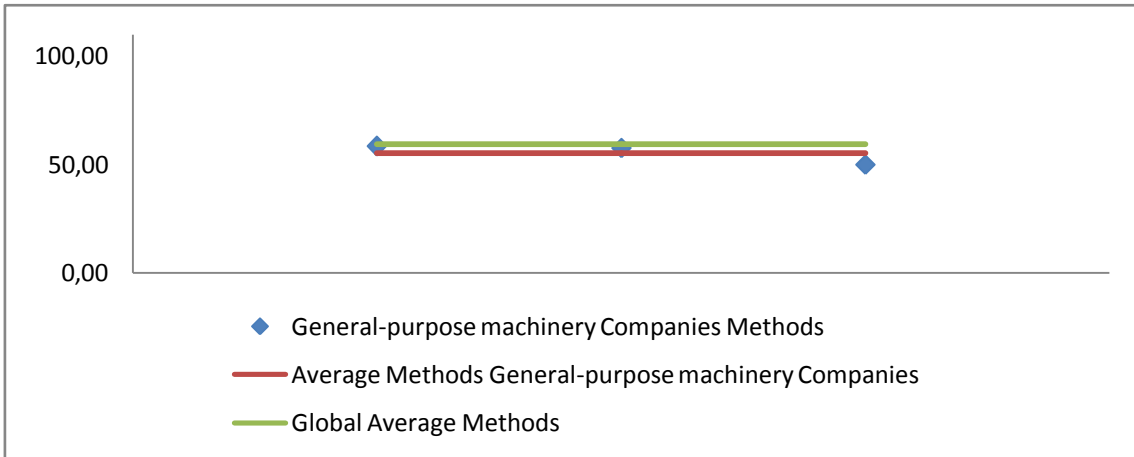 100,00
50,00
0,00
General-purpose machinery Companies Methods
Average Methods General-purpose machinery Companies
Global Average Methods